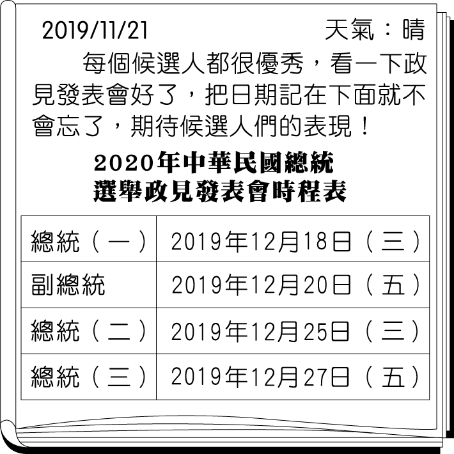 2019/11/21 天氣：晴
每個候選人都很優秀，看一下政
見發表會好了，把日期記在下面就不
會忘了，期待候選人們的表現！
2020年中華民國總統
選舉政見發表會時程表
總統（一） 2019年12月18日（三）
副總統 2019年12月20日（五）
總統（二） 2019年12月25日（三）
總統（三） 2019年12月27日（五）